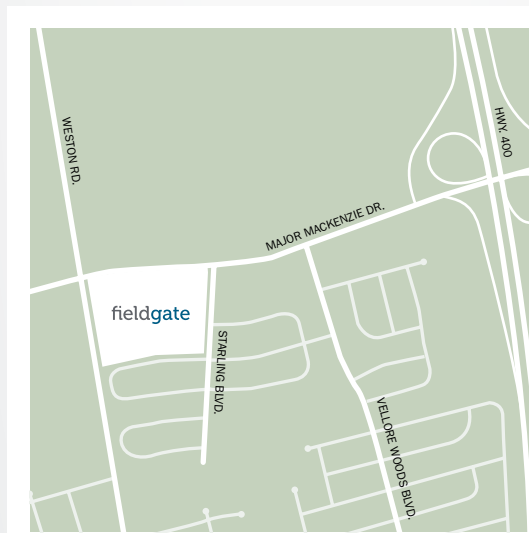 WESTON RD.
HWY. 400
MAJOR MACKENZIE DR.
fieldgate
STARLING BLVD.
VELLORE WOODS BLVD.